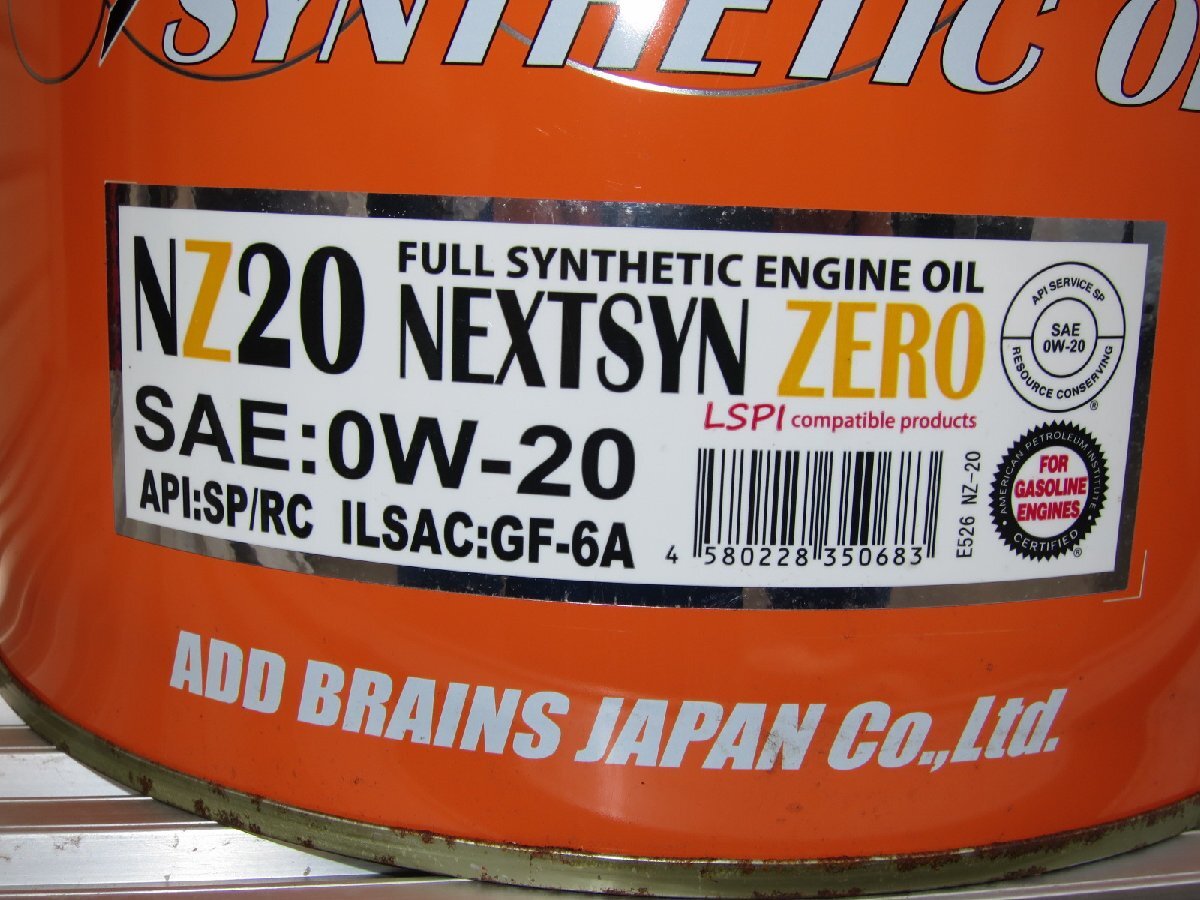 SYNTHETIC
NZ20
FULL SYNTHETIC ENGINE OIL
NEXTSYN ZERO
LSPI compatible products
SAE:0W-20
API:SP/RC ILSAC:GF-6A
4 580228 350683
E526 NZ-20
API SERVICE SP
SAE
0W-20
RESOURCE CONSERVING
®
AMERICAN PETROLEUM INSTITUTE
FOR
GASOLINE
ENGINES
CERTIFIED
®
ADD BRAINS JAPAN Co.,Ltd.